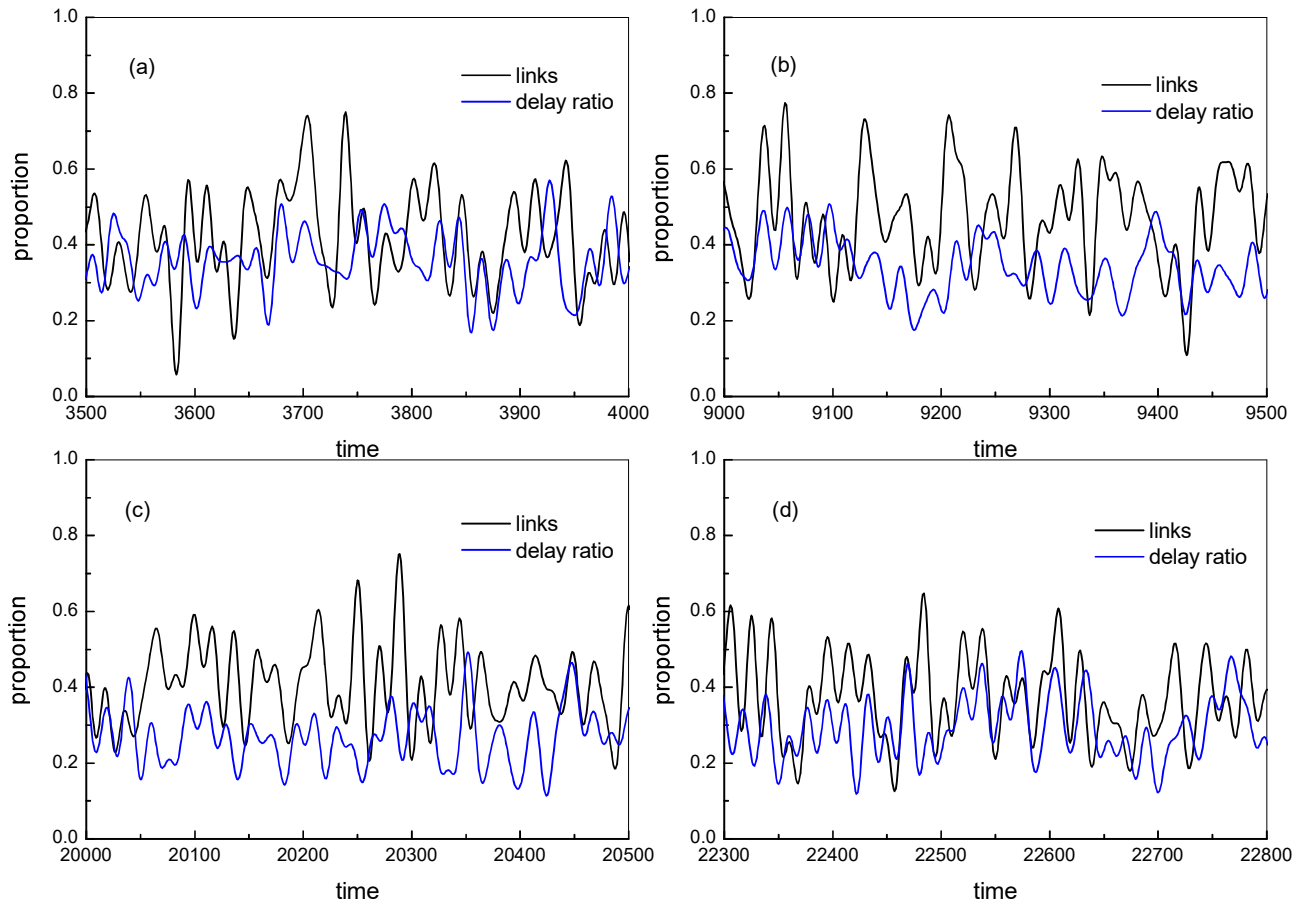 1.0
0.8
0.6
0.4
0.2
0.0
proportion
(a)
links
delay ratio
3500 3600 3700 3800 3900 4000
time
1.0
0.8
0.6
0.4
0.2
0.0
proportion
(b)
links
delay ratio
9000 9100 9200 9300 9400 9500
time
1.0
0.8
0.6
0.4
0.2
0.0
proportion
(c)
links
delay ratio
20000 20100 20200 20300 20400 20500
time
1.0
0.8
0.6
0.4
0.2
0.0
proportion
(d)
links
delay ratio
22300 22400 22500 22600 22700 22800
time